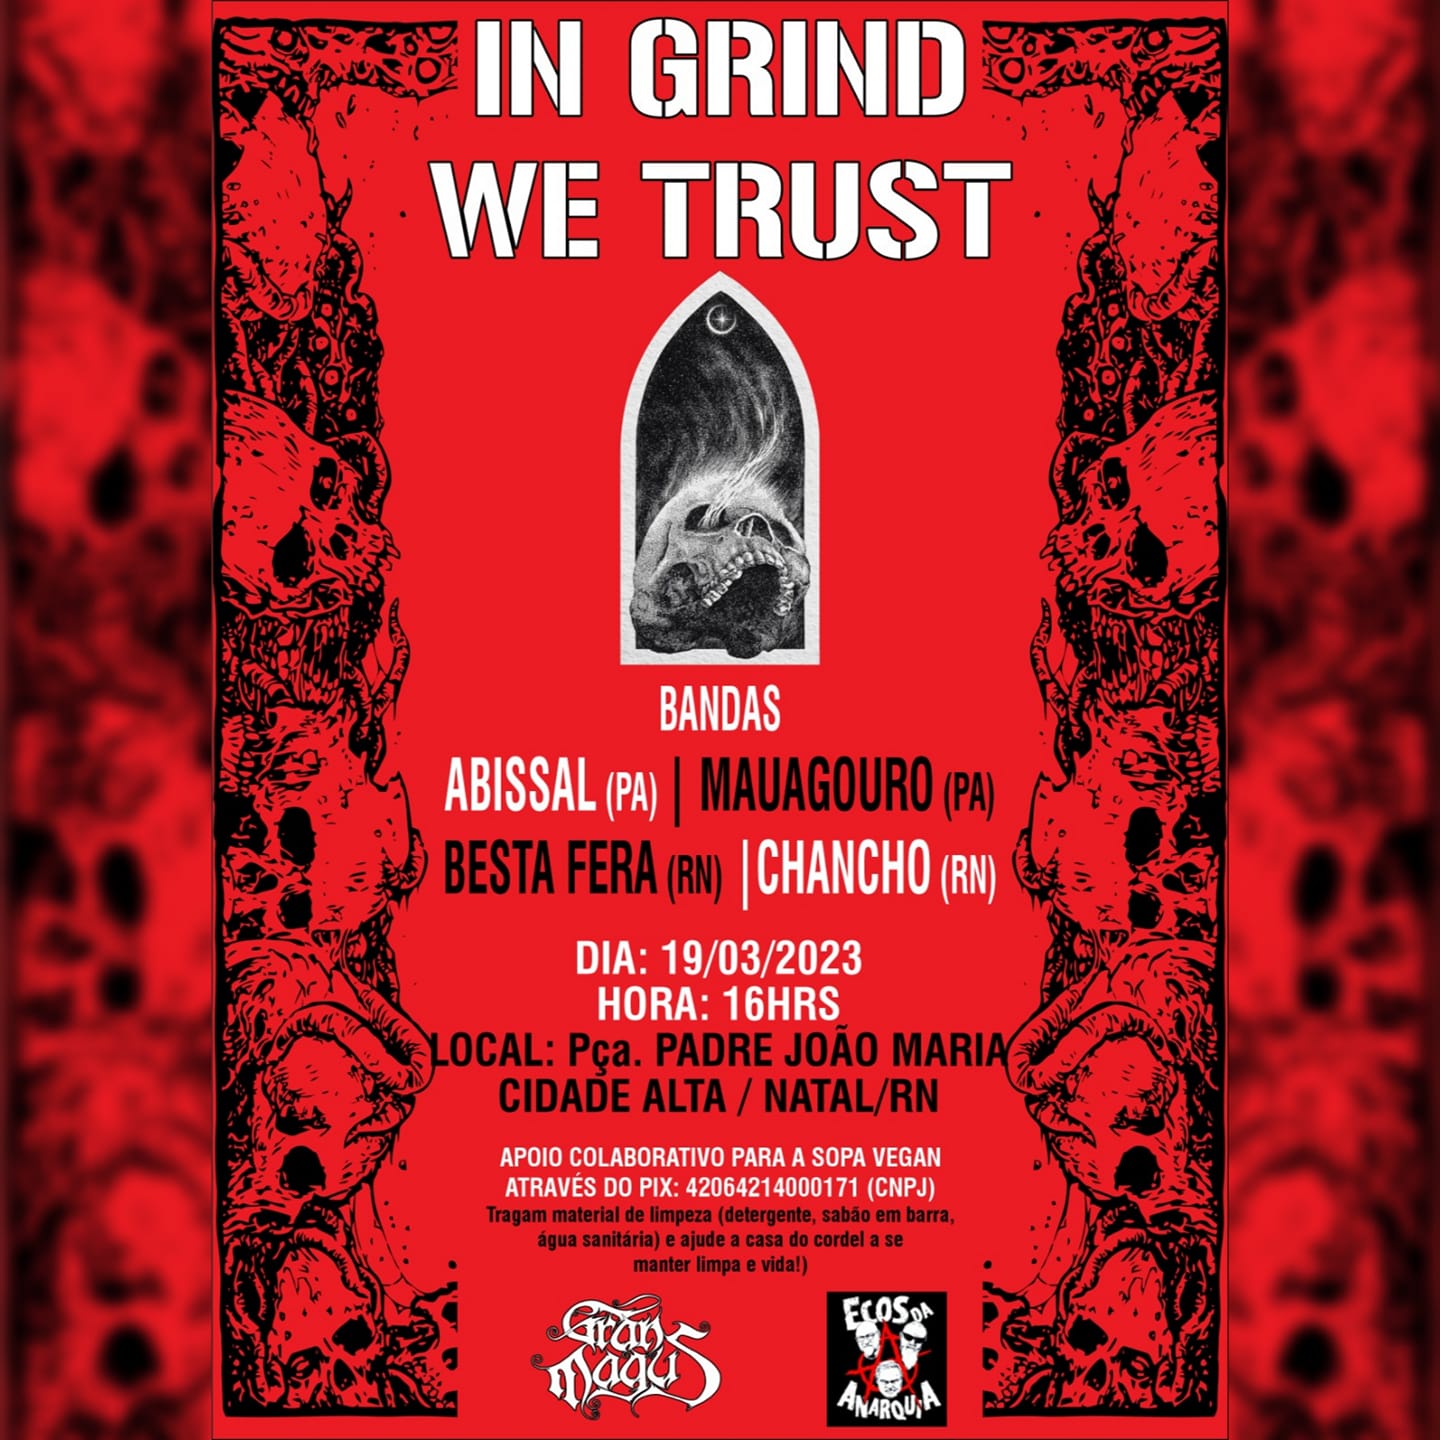 IN GRIND
WE TRUST
BANDAS
ABISSAL (PA) | MAUAGOURO (PA)
BESTA FERA (RN) |CHANCHO (RN)
DIA: 19/03/2023
HORA: 16HRS
LOCAL: Pça. PADRE JOÃO MARIA
CIDADE ALTA / NATAL/RN
APOIO COLABORATIVO PARA A SOPA VEGAN
ATRAVÉS DO PIX: 42064214000171 (CNPJ)
Tragam material de limpeza (detergente, sabão em barra,
água sanitária) e ajude a casa do cordel a se
manter limpa e vida!)
Gran
Magus
ECOS DA
ANARQUIA